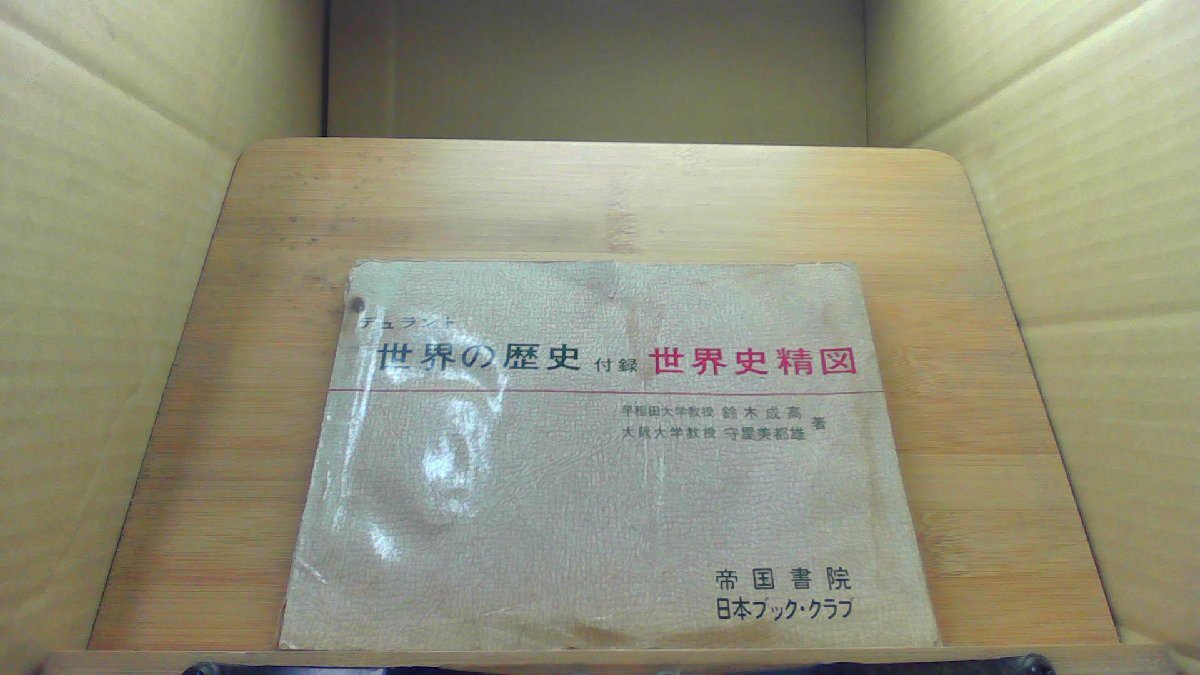 デュラント
世界の歴史 付録 世界史精図
早稲田大学教授 鈴木成高
大阪大学教授 守屋美都雄
著
帝国書院
日本ブック・クラブ